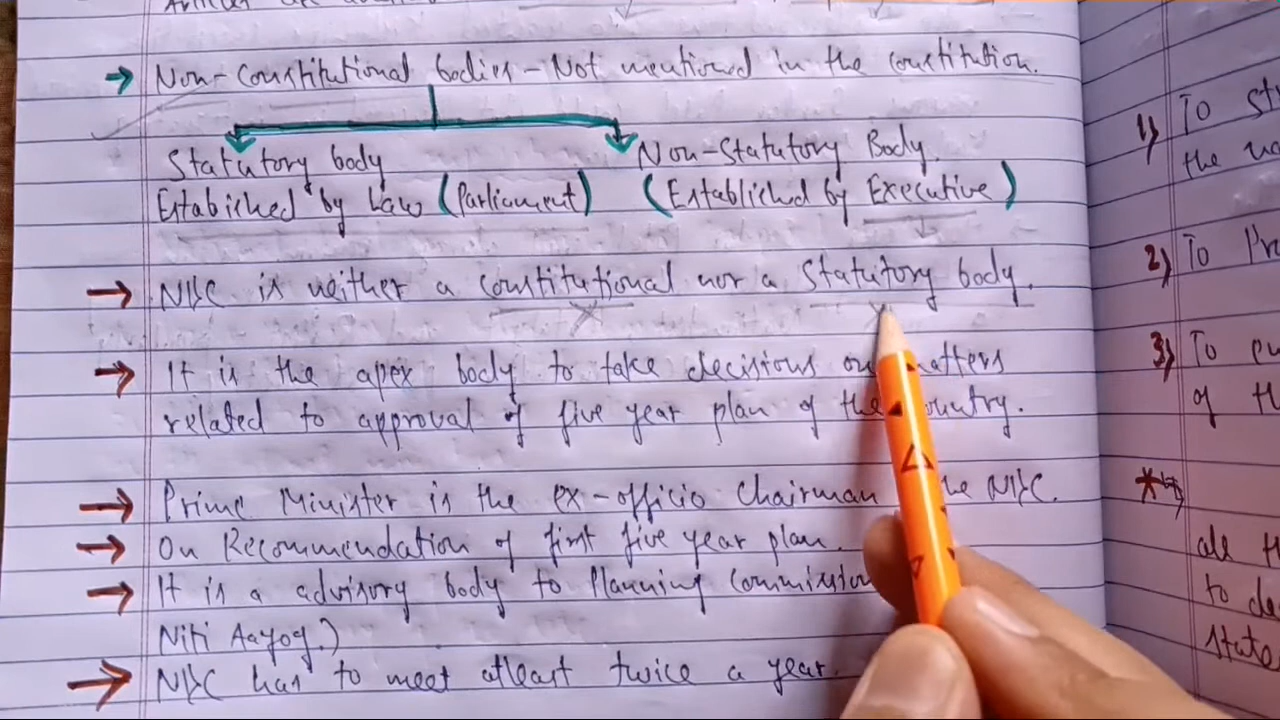 → Non-Constitutional bodies - Not mentioned in the constitution.
Statutory body
Non-Statutory Body.
Established by Law (Parliament)
(Established by Executive)
→ NDC is neither a constitutional nor a Statutory body.
→ It is the apex body to take decisions on matters
related to approval of five year plan of the country.
→ Prime Minister is the ex-officio Chairman the NDC.
→ On Recommendation of first five year plan.
→ It is a advisory body to Planning Commission
Niti Aayog.)
→ NDC has to meet atleast twice a year.
1) To
the
2) To
3) To
of
*
all
to
State